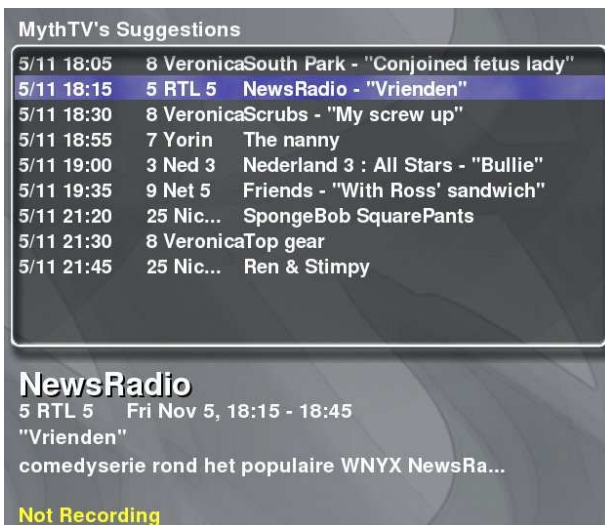 MythTV's Suggestions
5/11 18:05 8 VeronicaSouth Park - "Conjoined fetus lady"
5/11 18:15 5 RTL 5 NewsRadio - "Vrienden"
5/11 18:30 8 VeronicaScrubs - "My screw up"
5/11 18:55 7 Yorin The nanny
5/11 19:00 3 Ned 3 Nederland 3 : All Stars - "Bullie"
5/11 19:35 9 Net 5 Friends - "With Ross' sandwich"
5/11 21:20 25 Nic... SpongeBob SquarePants
5/11 21:30 8 VeronicaTop gear
5/11 21:45 25 Nic... Ren & Stimpy
NewsRadio
5 RTL 5 Fri Nov 5, 18:15 - 18:45
"Vrienden"
comedyserie rond het populaire WNYX NewsRa...
Not Recording